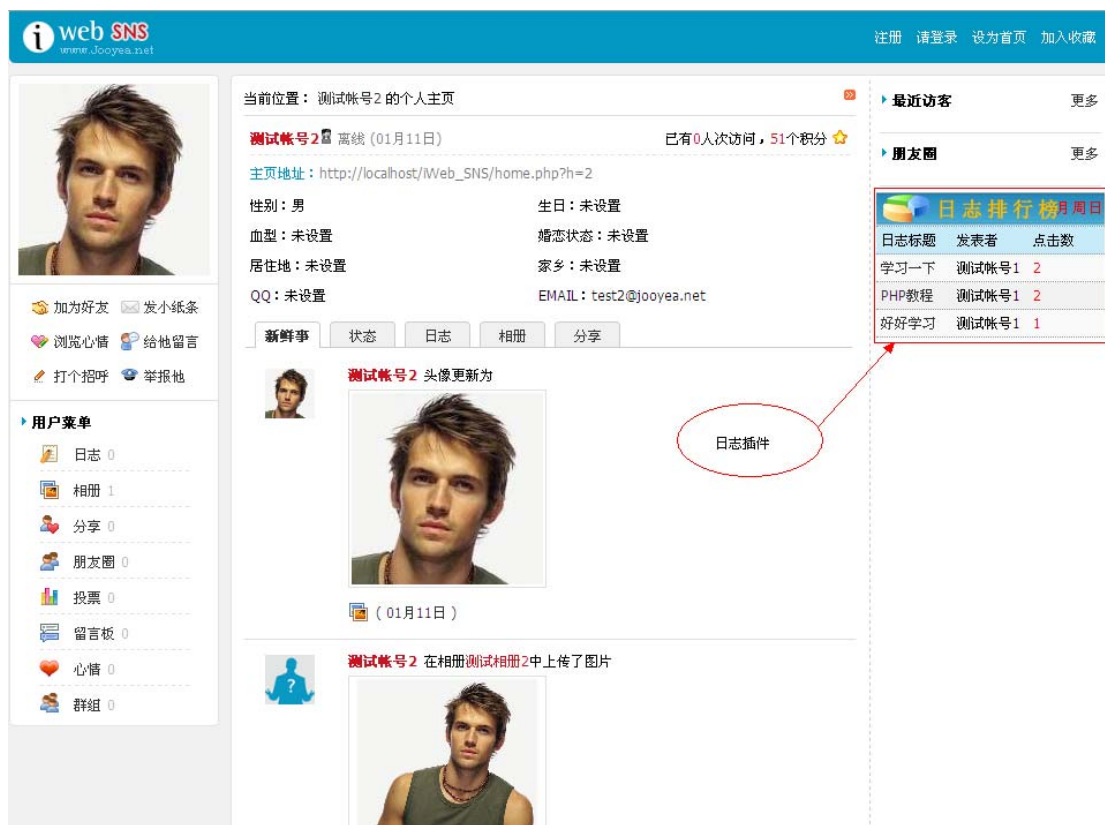 i web SNS
www.Jooyea.net
注册 请登录 设为首页 加入收藏
加为好友 发小纸条
浏览心情 给他留言
打个招呼 举报他
用户菜单
日志 0
相册 1
分享 0
朋友圈 0
投票 0
留言板 0
心情 0
群组 0
当前位置： 测试帐号2 的个人主页
测试帐号2 离线 (01月11日) 已有0人次访问，51个积分
主页地址：http://localhost/iWeb_SNS/home.php?h=2
性别：男 生日：未设置
血型：未设置 婚恋状态：未设置
居住地：未设置 家乡：未设置
QQ：未设置 EMAIL：test2@jooyea.net
新鲜事 状态 日志 相册 分享
测试帐号2 头像更新为
( 01月11日 )
测试帐号2 在相册测试相册2中上传了图片
?
日志插件
最近访客 更多
朋友圈 更多
日志排行榜 月 周 日
日志标题 发表者 点击数
学习一下 测试帐号1 2
PHP教程 测试帐号1 2
好好学习 测试帐号1 1